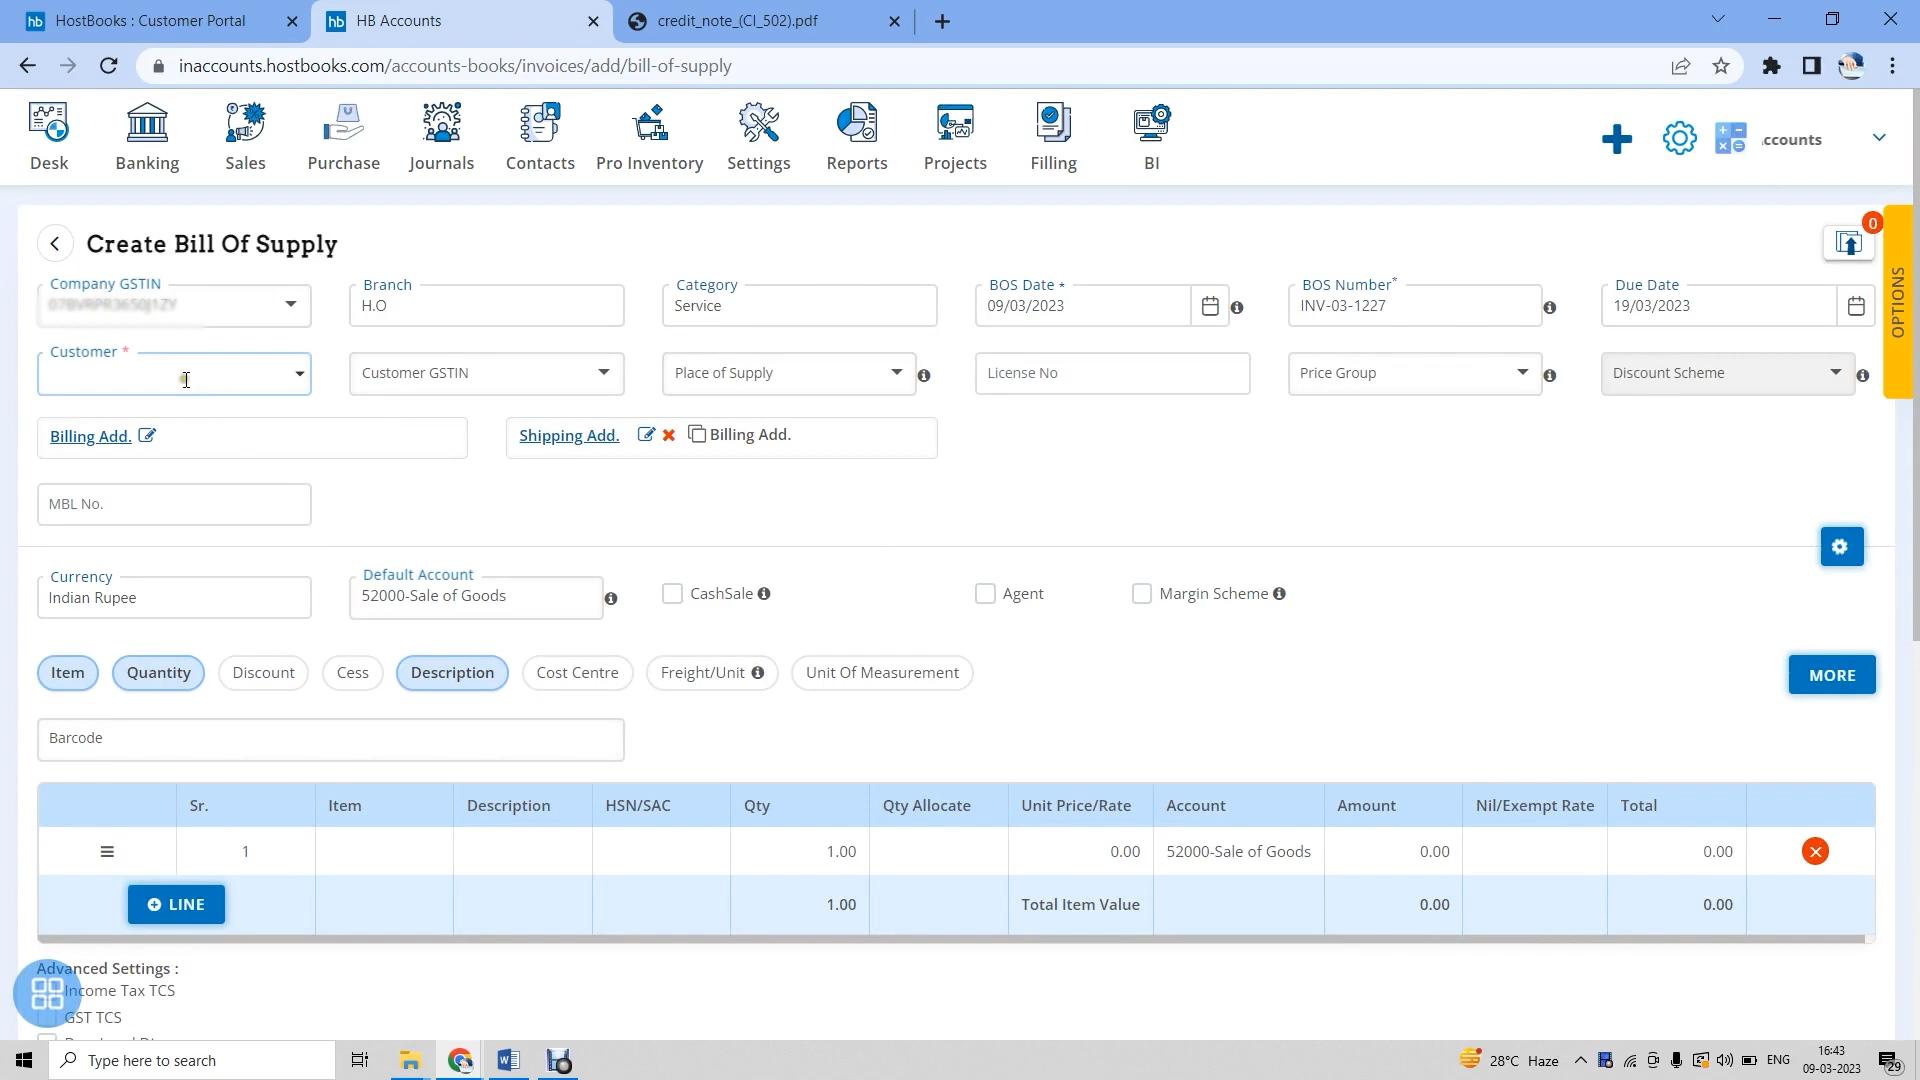 HostBooks : Customer Portal
HB Accounts
credit_note_(CI_502).pdf
inaccounts.hostbooks.com/accounts-books/invoices/add/bill-of-supply
Desk
Banking
Sales
Purchase
Journals
Contacts
Pro Inventory
Settings
Reports
Projects
Filling
BI
ccounts
Create Bill Of Supply
0
OPTIONS
Company GSTIN
Branch
H.O
Category
Service
BOS Date *
09/03/2023
BOS Number*
INV-03-1227
Due Date
19/03/2023
Customer *
Customer GSTIN
Place of Supply
License No
Price Group
Discount Scheme
Billing Add.
Shipping Add.
Billing Add.
MBL No.
Currency
Indian Rupee
Default Account
52000-Sale of Goods
CashSale
Agent
Margin Scheme
Item Quantity Discount Cess Description Cost Centre Freight/Unit Unit Of Measurement
MORE
Barcode
Sr. Item Description HSN/SAC Qty Qty Allocate Unit Price/Rate Account Amount Nil/Exempt Rate Total
1 1.00 0.00 52000-Sale of Goods 0.00 0.00
LINE 1.00 Total Item Value 0.00 0.00
Advanced Settings :
Income Tax TCS
GST TCS
Type here to search
28°C Haze
ENG
16:43
09-03-2023
29